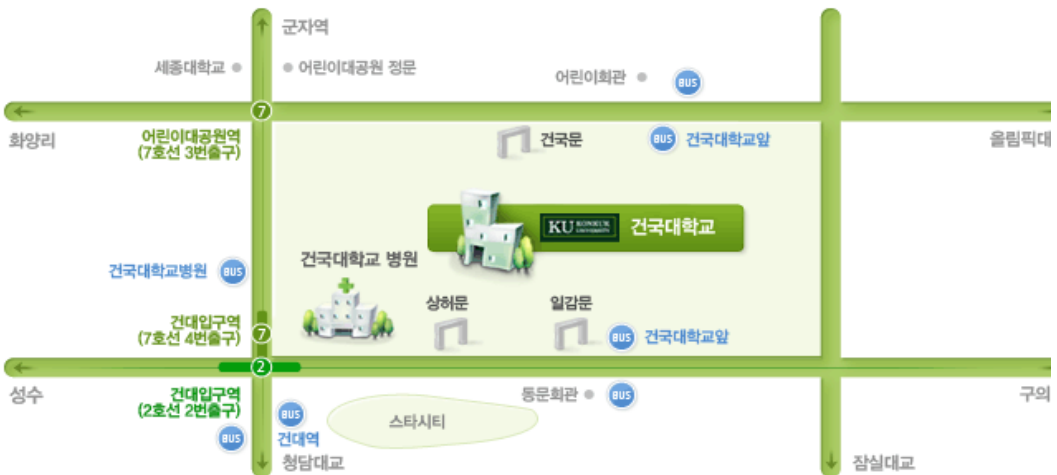 군자역
세종대학교
어린이대공원 정문
어린이회관
BUS
7
화양리
어린이대공원역
(7호선 3번출구)
건국문
BUS
건국대학교앞
올림픽대
KU KONKUK UNIVERSITY
건국대학교
건국대학교 병원
건국대학교병원
BUS
상허문
일감문
건대입구역
(7호선 4번출구)
7
BUS
건국대학교앞
2
성수
건대입구역
(2호선 2번출구)
동문회관
BUS
구의
BUS
스타시티
BUS
건대역
청담대교
잠실대교